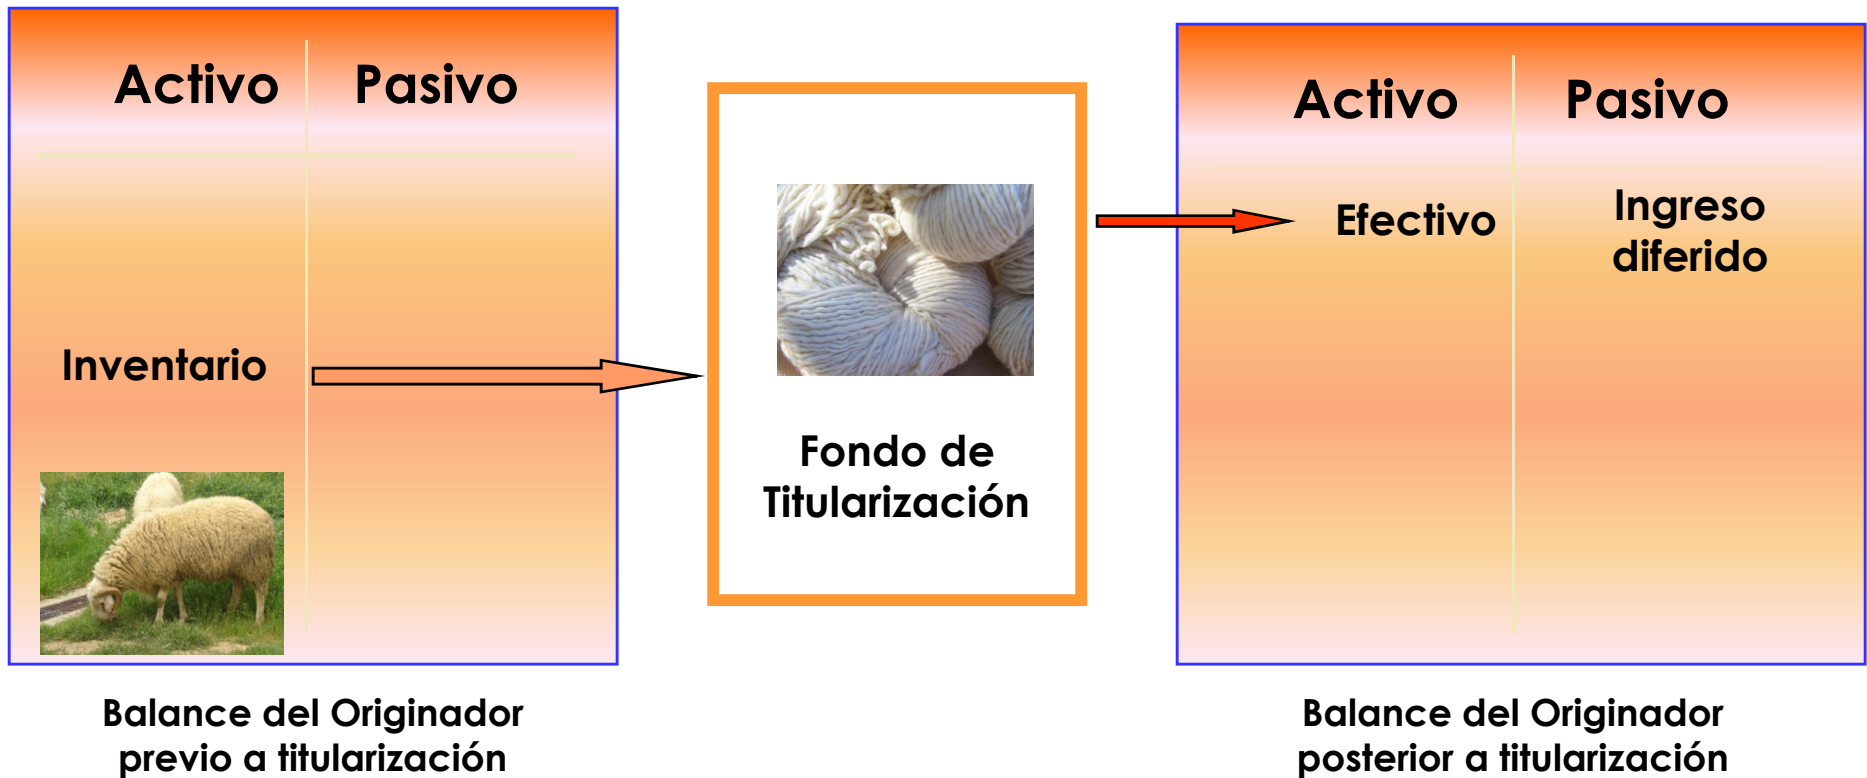 Activo
Pasivo
Inventario
Balance del Originador
previo a titularización
Fondo de
Titularización
Activo
Pasivo
Efectivo
Ingreso
diferido
Balance del Originador
posterior a titularización